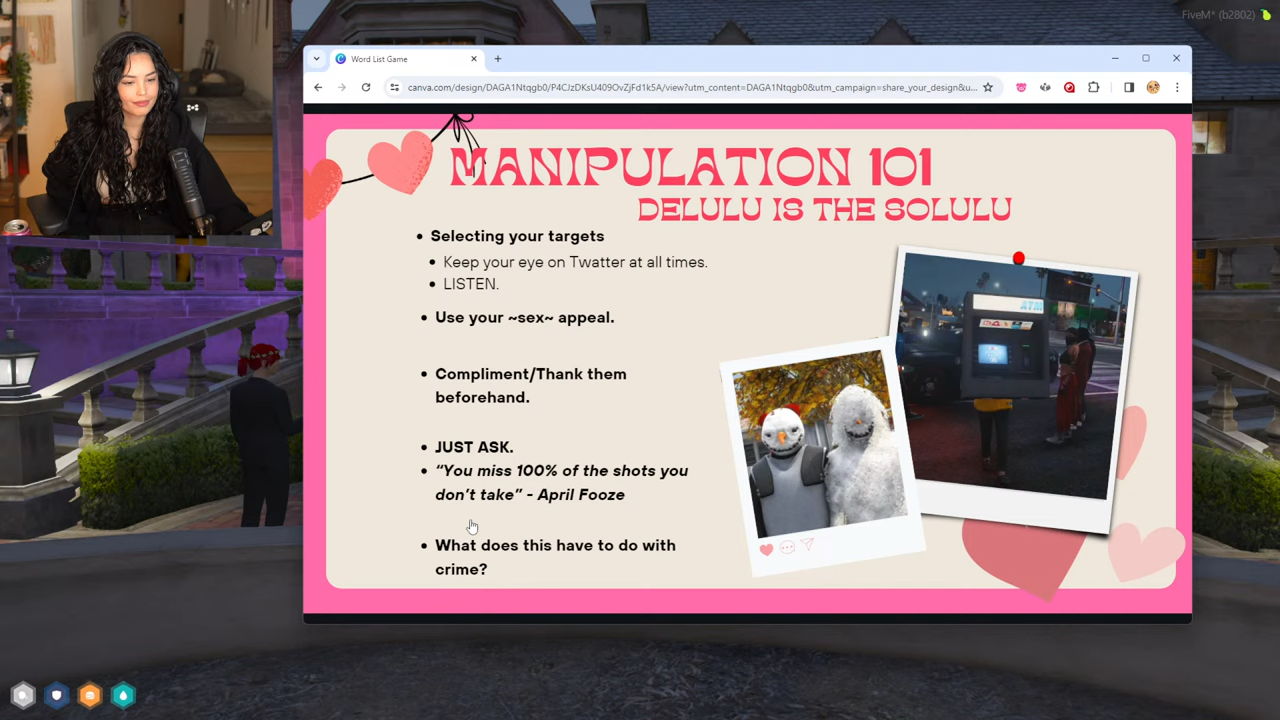 FiveM* (b2802)
Word List Game
canva.com/design/DAGA1Ntqgb0/P4CJzDKsU409OvZjFd1k5A/view?utm_content=DAGA1Ntqgb0&utm_campaign=share_your_design&u...
MANIPULATION 101
DELULU IS THE SOLULU
• Selecting your targets
• Keep your eye on Twatter at all times.
• LISTEN.
• Use your ~sex~ appeal.
• Compliment/Thank them
beforehand.
• JUST ASK.
• “You miss 100% of the shots you
don’t take” - April Fooze
• What does this have to do with
crime?
ATM